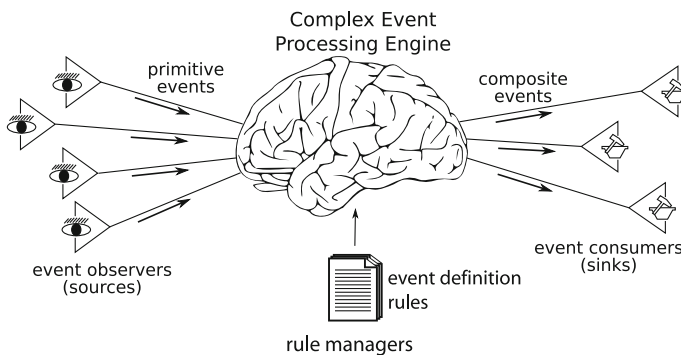 Complex Event
Processing Engine
primitive
events
composite
events
event observers
(sources)
event consumers
(sinks)
event definition
rules
rule managers